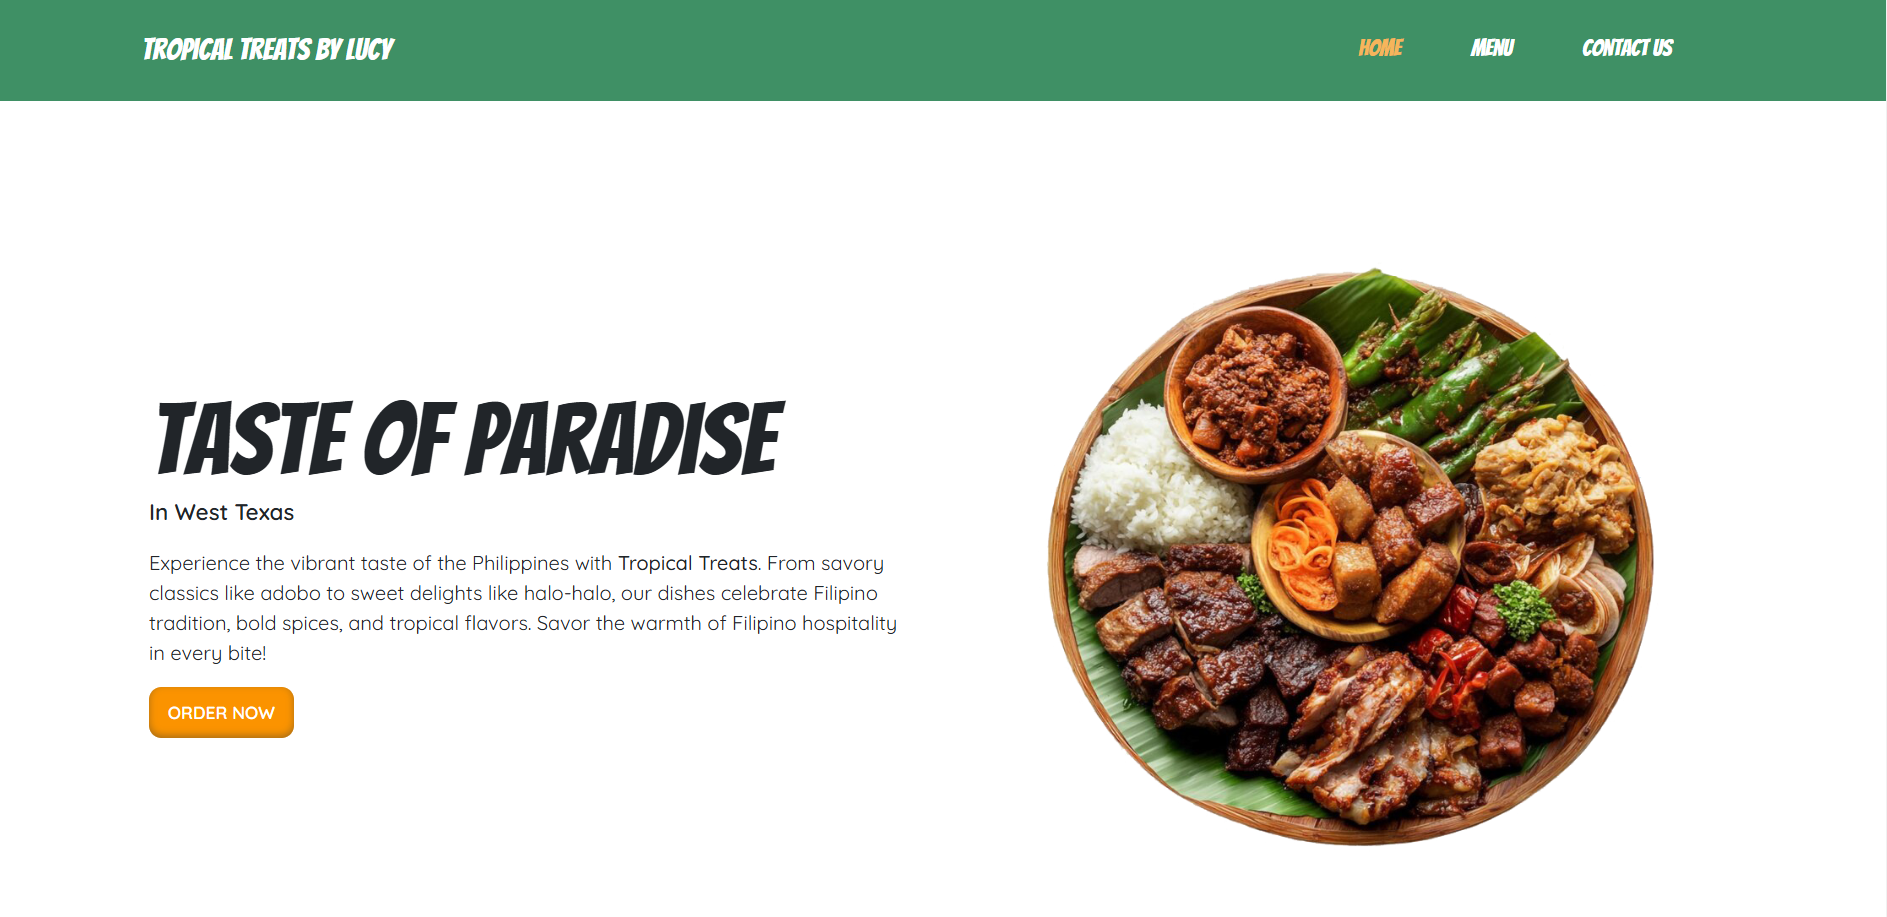 TROPICAL TREATS BY LUCY
HOME MENU CONTACT US
TASTE OF PARADISE
In West Texas
Experience the vibrant taste of the Philippines with Tropical Treats. From savory
classics like adobo to sweet delights like halo-halo, our dishes celebrate Filipino
tradition, bold spices, and tropical flavors. Savor the warmth of Filipino hospitality
in every bite!
ORDER NOW